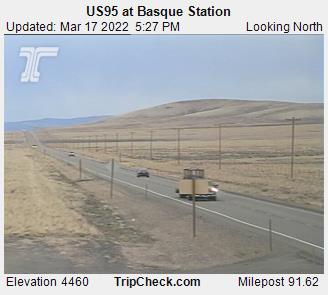 US95 at Basque Station
Updated: Mar 17 2022 5:27 PM Looking North
Elevation 4460 TripCheck.com Milepost 91.62